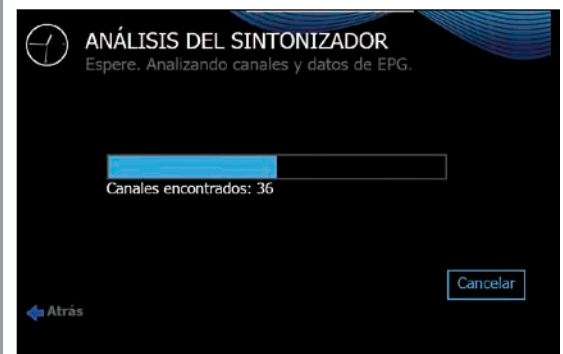 ANÁLISIS DEL SINTONIZADOR
Espere. Analizando canales y datos de EPG.
Canales encontrados: 36
Cancelar
Atrás